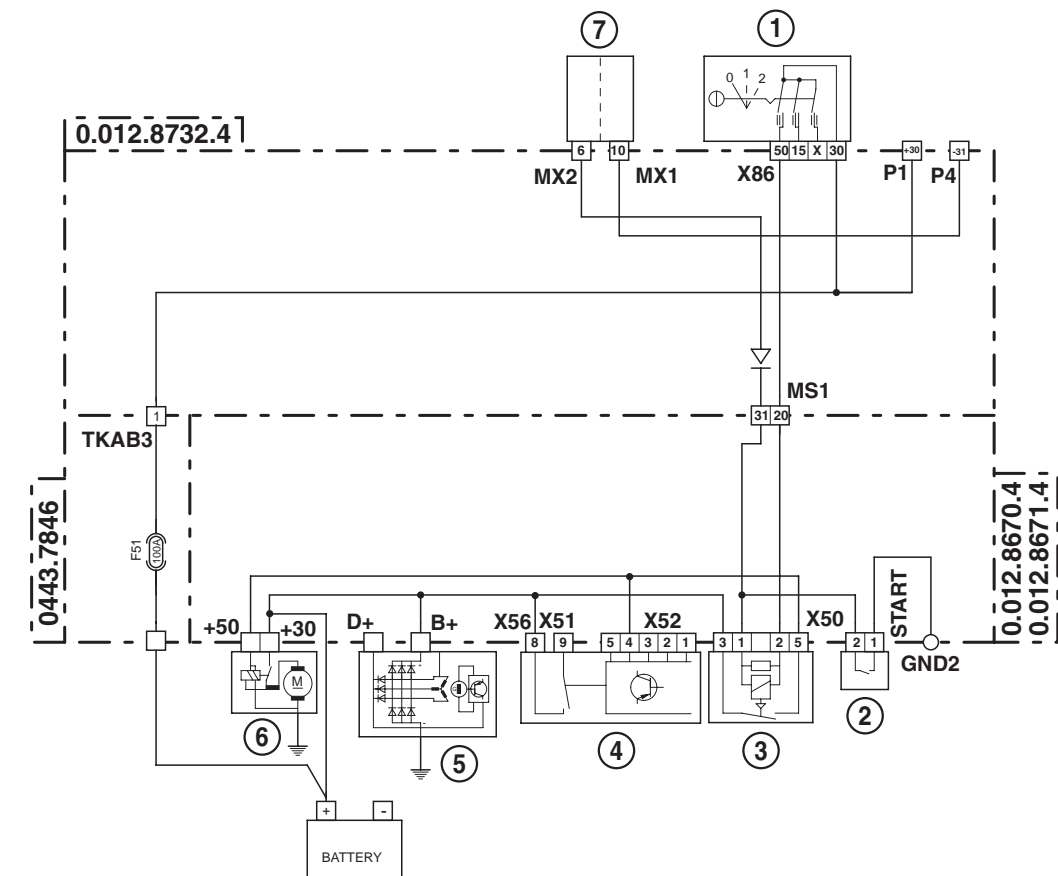 7
1
0 1 2
0.012.8732.4
6 10
50 15 X 30
+30
-31
MX2
MX1
X86
P1
P4
MS1
1
31 20
TKAB3
F51
100A
0443.7846
0.012.8670.4
0.012.8671.4
START
+50
+30
D+
B+
X56
X51
X52
X50
8 9
5 4 3 2 1
3 1 2 5
2 1
GND2
M
6
5
4
3
2
+ -
BATTERY